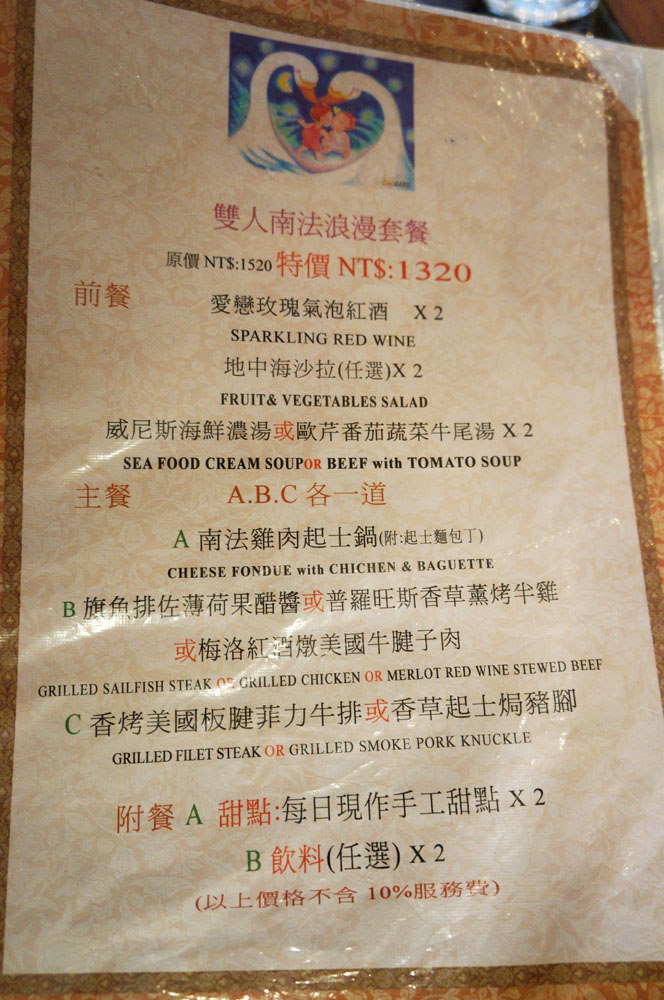 雙人南法浪漫套餐
原價 NT$:1520 特價 NT$:1320
前餐 愛戀玫瑰氣泡紅酒 X 2
SPARKLING RED WINE
地中海沙拉(任選)X 2
FRUIT& VEGETABLES SALAD
威尼斯海鮮濃湯或歐芹番茄蔬菜牛尾湯 X 2
SEA FOOD CREAM SOUPOR BEEF with TOMATO SOUP
主餐 A.B.C 各一道
A 南法雞肉起士鍋(附:起士麵包丁)
CHEESE FONDUE with CHICHEN & BAGUETTE
B 旗魚排佐薄荷果醋醬或普羅旺斯香草薰烤半雞
或梅洛紅酒燉美國牛腱子肉
GRILLED SAILFISH STEAK OR GRILLED CHICKEN OR MERLOT RED WINE STEWED BEEF
C 香烤美國板腱菲力牛排或香草起士焗豬腳
GRILLED FILET STEAK OR GRILLED SMOKE PORK KNUCKLE
附餐 A 甜點:每日現作手工甜點 X 2
B 飲料(任選) X 2
(以上價格不含 10%服務費)